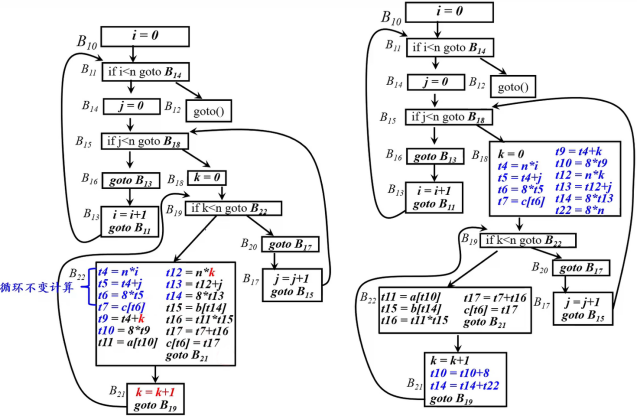 B10
i = 0
B11
if i<n goto B14
B14
j = 0
B12
goto()
B15
if j<n goto B18
B16
goto B13
B18
k = 0
B13
i = i+1
goto B11
B19
if k<n goto B22
B20
goto B17
B17
j = j+1
goto B15
循环不变计算
B22
t4 = n*i
t5 = t4+j
t6 = 8*t5
t7 = c[t6]
t9 = t4+k
t10 = 8*t9
t11 = a[t10]
t12 = n*k
t13 = t12+j
t14 = 8*t13
t15 = b[t14]
t16 = t11*t15
t17 = t7+t16
c[t6] = t17
goto B21
B21
k = k+1
goto B19
B10
i = 0
B11
if i<n goto B14
B14
j = 0
B12
goto()
B15
if j<n goto B18
B16
goto B13
B13
i = i+1
goto B11
B18
k = 0
t4 = n*i
t5 = t4+j
t6 = 8*t5
t7 = c[t6]
t9 = t4+k
t10 = 8*t9
t12 = n*k
t13 = t12+j
t14 = 8*t13
t22 = 8*n
B19
if k<n goto B22
B20
goto B17
B17
j = j+1
goto B15
B22
t11 = a[t10]
t15 = b[t14]
t16 = t11*t15
t17 = t7+t16
c[t6] = t17
goto B21
B21
k = k+1
t10 = t10+8
t14 = t14+t22
goto B19